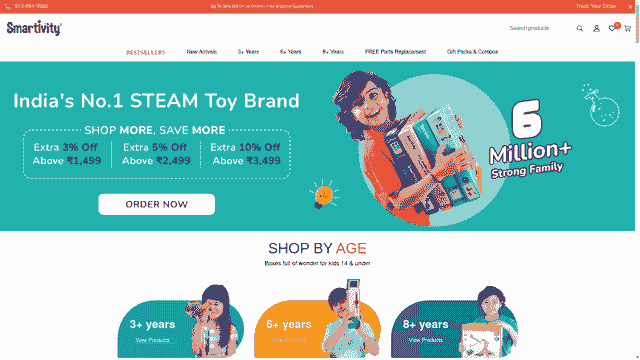 Track Your Order
Smartivity
Search products
BESTSELLERS
New Arrivals
3+ Years
6+ Years
8+ Years
FREE Parts Replacement
Gift Packs & Combos
India's No.1 STEAM Toy Brand
SHOP MORE, SAVE MORE
Extra 3% Off
Above ₹1,499
Extra 5% Off
Above ₹2,499
Extra 10% Off
Above ₹3,499
ORDER NOW
6
Million+
Strong Family
SHOP BY AGE
Boxes full of wonder for kids 14 & under
3+ years
View Products
6+ years
View Products
8+ years
View Products